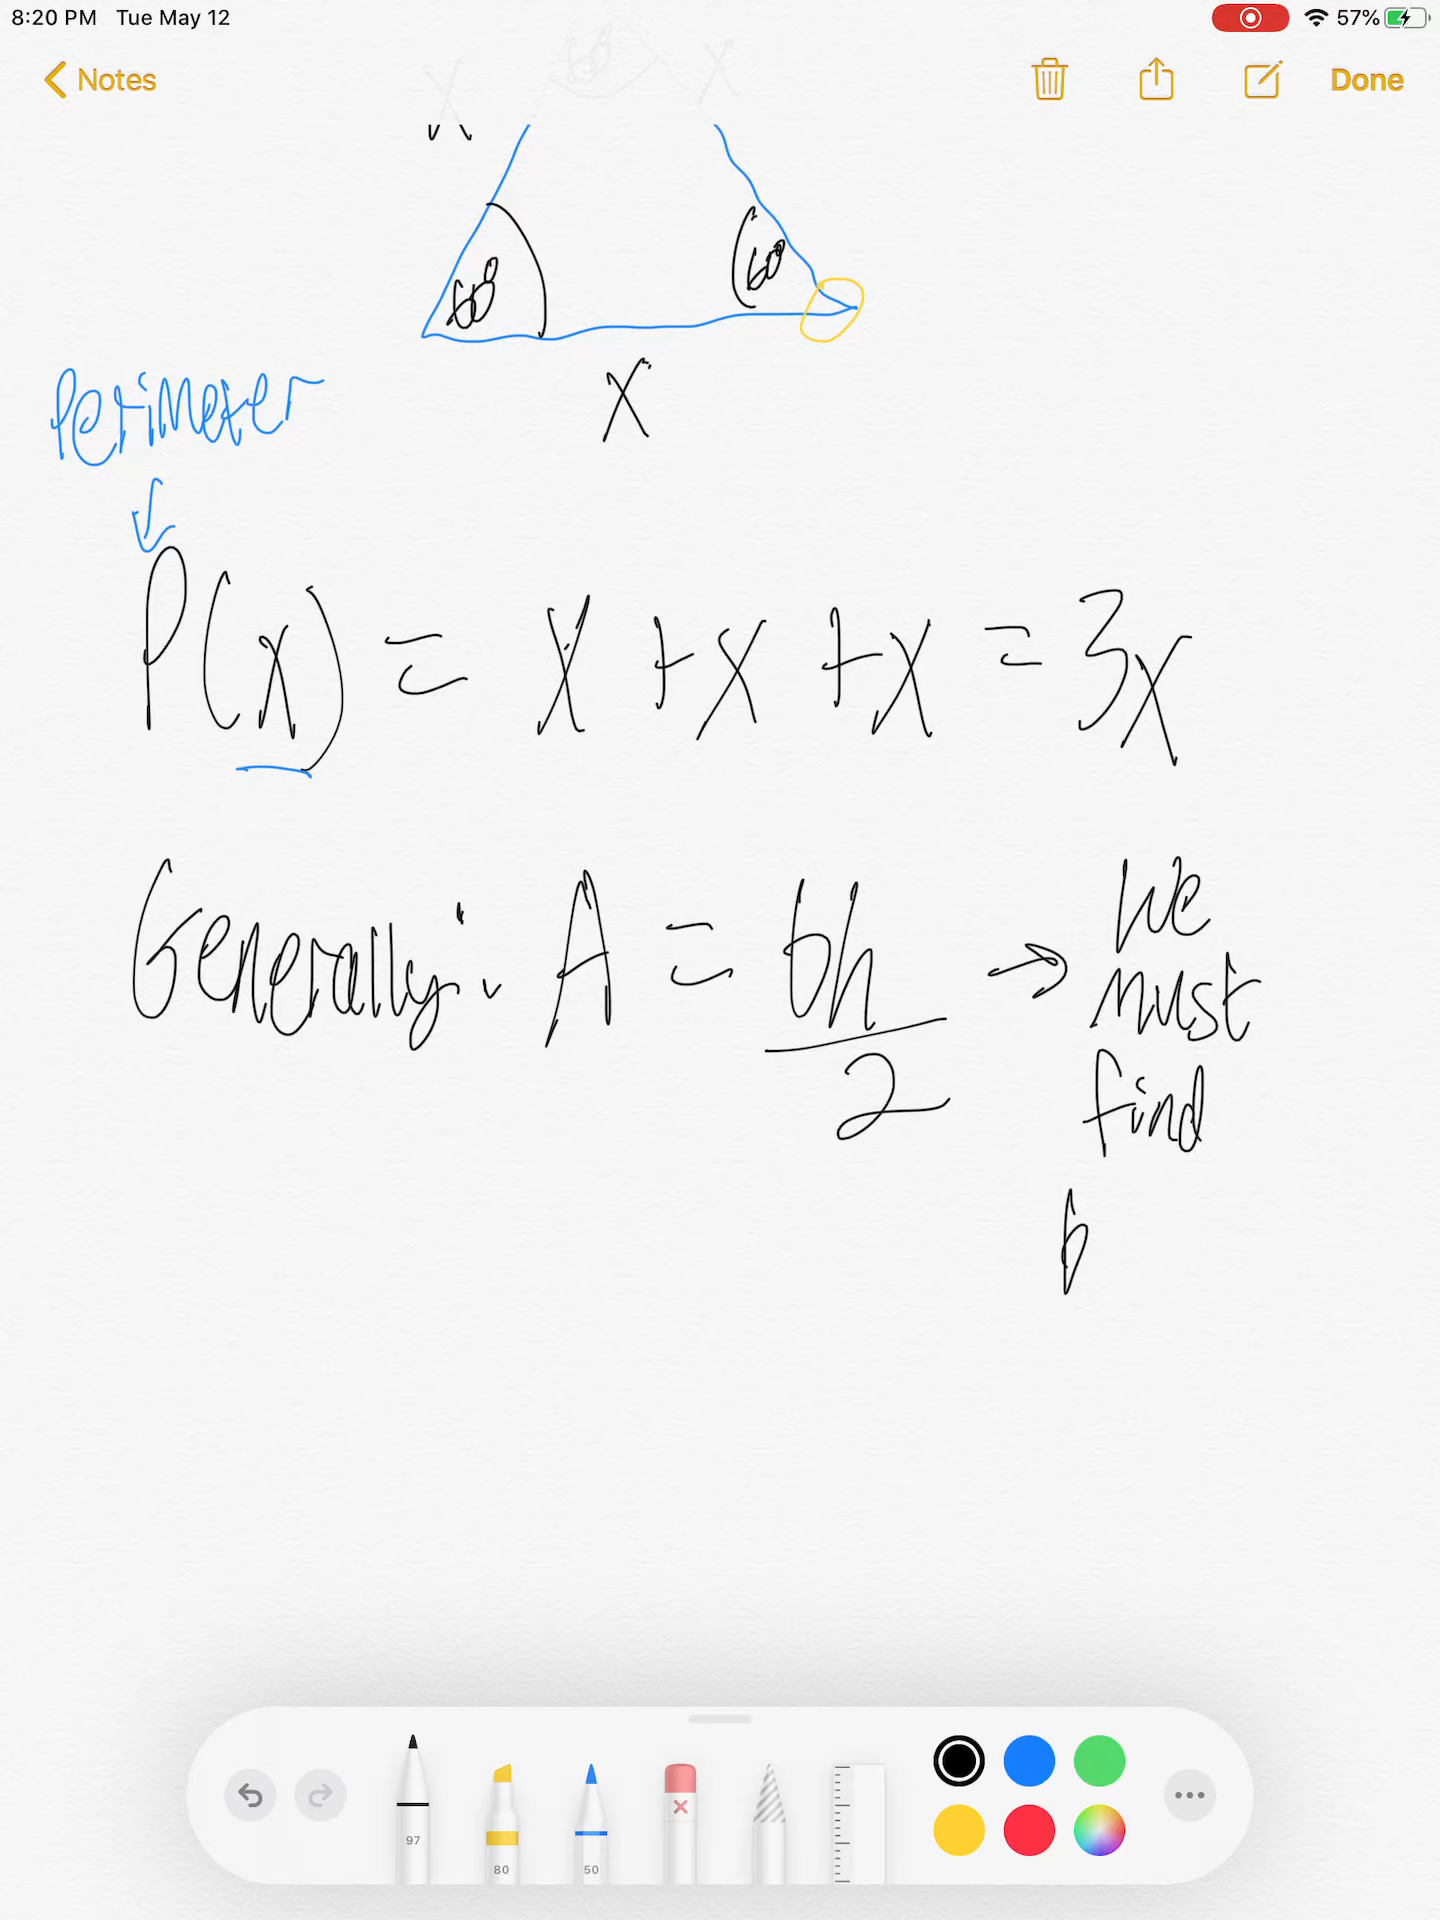 8:20 PM Tue May 12 57%
Notes Done
60° X
X
60° 60°
X
Perimeter
P(x) = x + x + x = 3x
Generally: A = bh/2 → We must find b
97 80 50